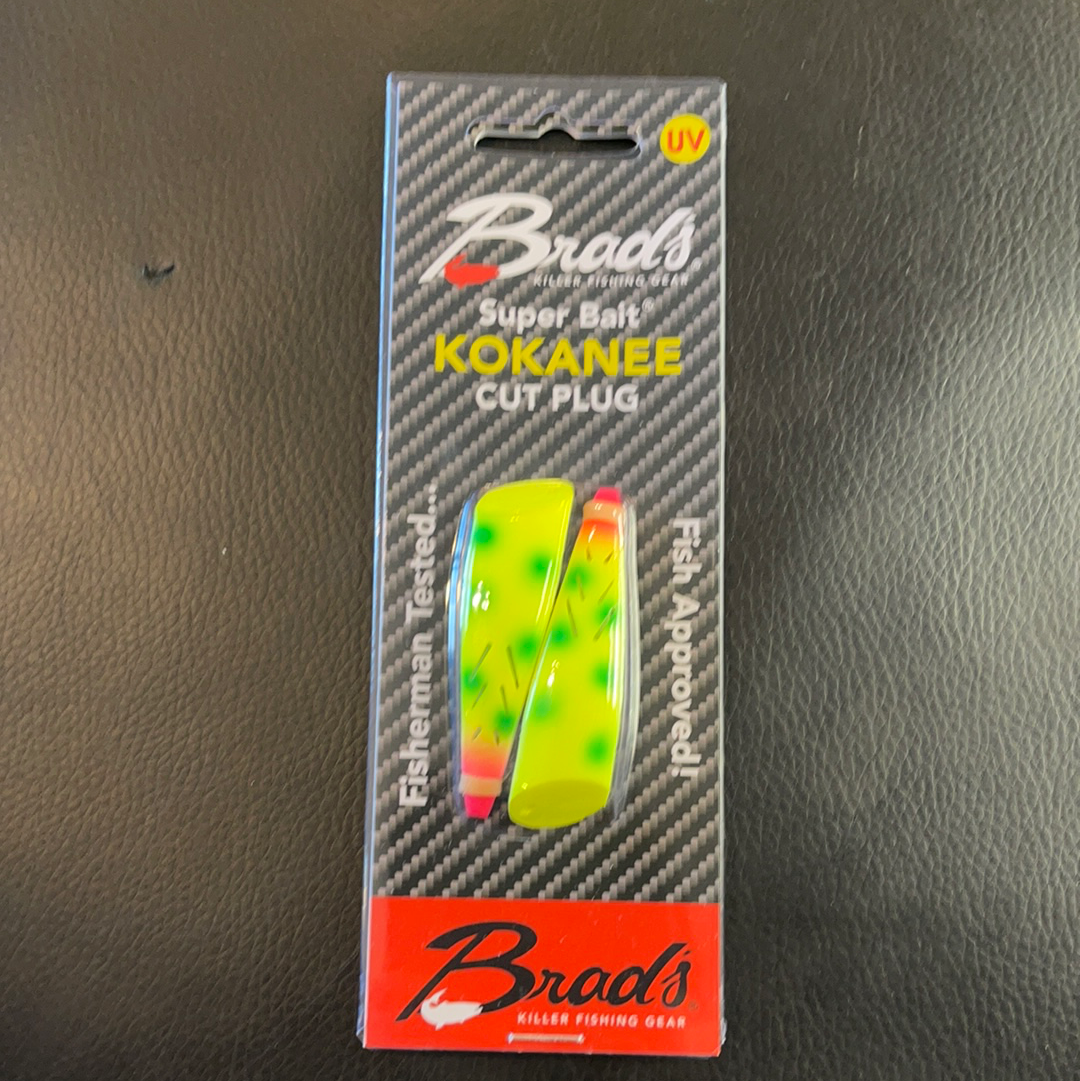 UV
Brad's®
KILLER FISHING GEAR
Super Bait®
KOKANEE
CUT PLUG
Fisherman Tested...
Fish Approved!
Brad's®
KILLER FISHING GEAR